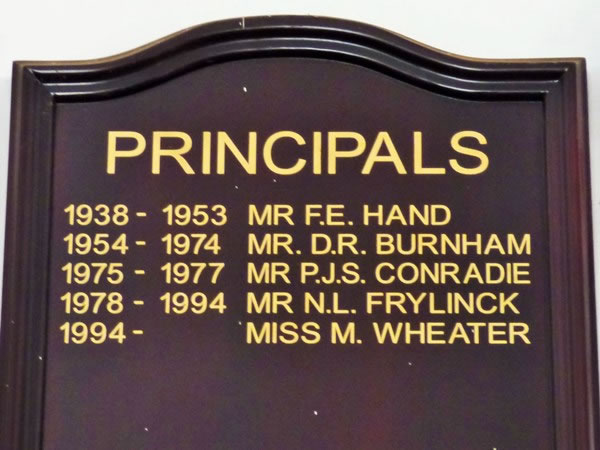 PRINCIPALS
1938 - 1953 MR F.E. HAND
1954 - 1974 MR. D.R. BURNHAM
1975 - 1977 MR P.J.S. CONRADIE
1978 - 1994 MR N.L. FRYLINCK
1994 - MISS M. WHEATER